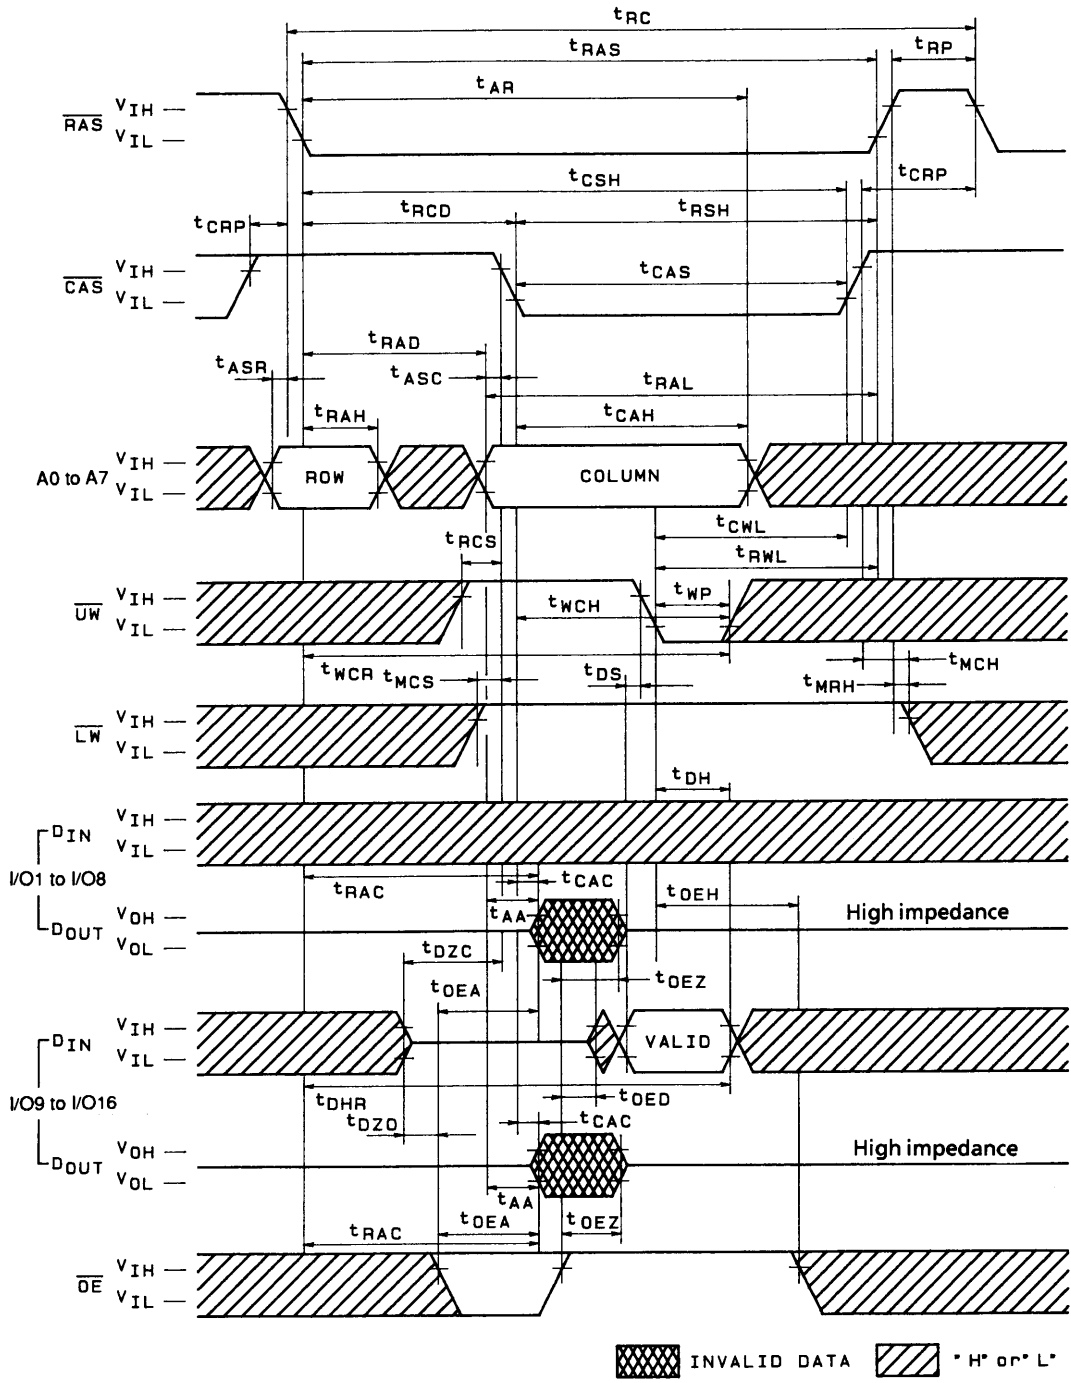 tRC
tRAS
tRP
tAR
RAS VIH
VIL
tCSH
tCRP
tCRP
tRCD
tRSH
CAS VIH
VIL
tCAS
tRAD
tASR
tASC
tRAL
tRAH
tCAH
A0 to A7 VIH
VIL
ROW
COLUMN
tCWL
tRCS
tRWL
UW VIH
VIL
tWP
tWCH
tWCR
tMCS
tDS
tMCH
tMRH
LW VIH
VIL
tDH
DIN VIH
VIL
I/O1 to I/O8
tRAC
tCAC
tOEH
tAA
DOUT VOH
VOL
High impedance
tDZC
tOEZ
tOEA
DIN VIH
VIL
VALID
I/O9 to I/O16
tDHR
tOED
tDZO
tCAC
DOUT VOH
VOL
High impedance
tAA
tRAC
tOEA
tOEZ
OE VIH
VIL
INVALID DATA
"H" or "L"